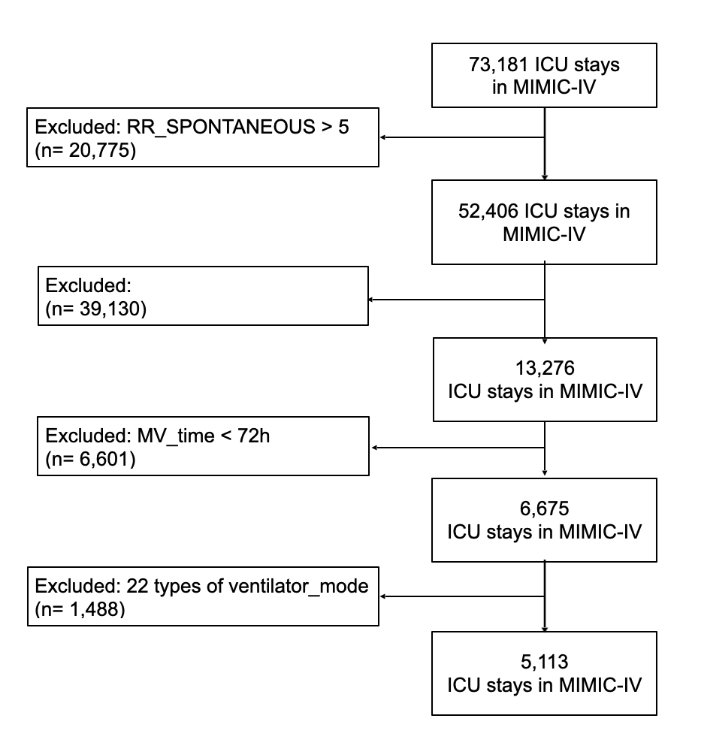 73,181 ICU stays
in MIMIC-IV
Excluded: RR_SPONTANEOUS > 5
(n= 20,775)
52,406 ICU stays in
MIMIC-IV
Excluded:
(n= 39,130)
13,276
ICU stays in MIMIC-IV
Excluded: MV_time < 72h
(n= 6,601)
6,675
ICU stays in MIMIC-IV
Excluded: 22 types of ventilator_mode
(n= 1,488)
5,113
ICU stays in MIMIC-IV